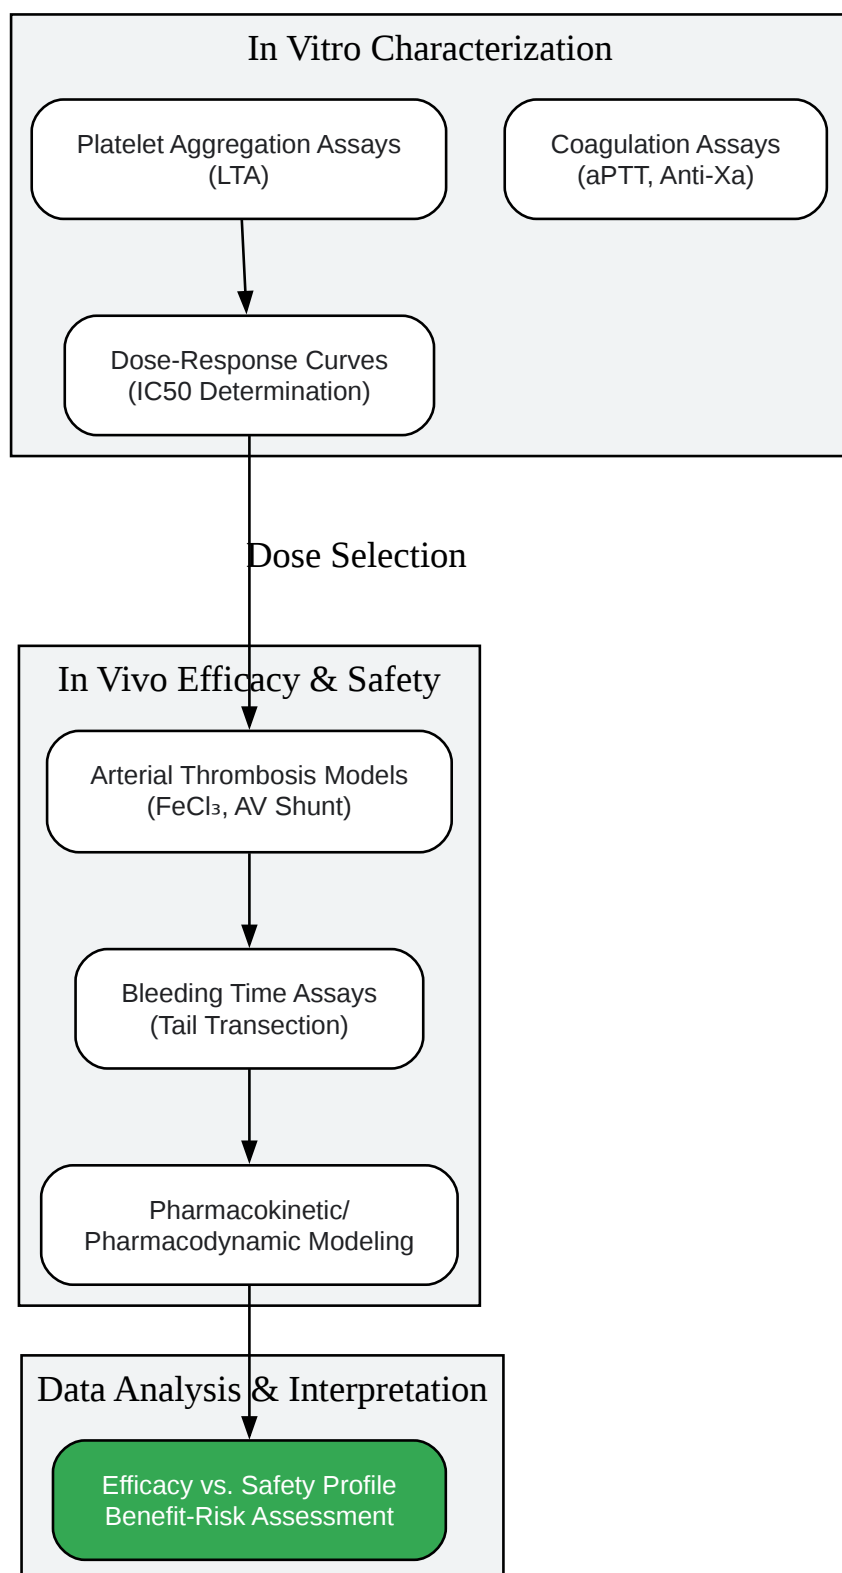 In Vitro Characterization
Platelet Aggregation Assays
(LTA)
Coagulation Assays
(aPTT, Anti-Xa)
Dose-Response Curves
(IC50 Determination)
Dose Selection
In Vivo Efficacy & Safety
Arterial Thrombosis Models
(FeCl₃, AV Shunt)
Bleeding Time Assays
(Tail Transection)
Pharmacokinetic/
Pharmacodynamic Modeling
Data Analysis & Interpretation
Efficacy vs. Safety Profile
Benefit-Risk Assessment